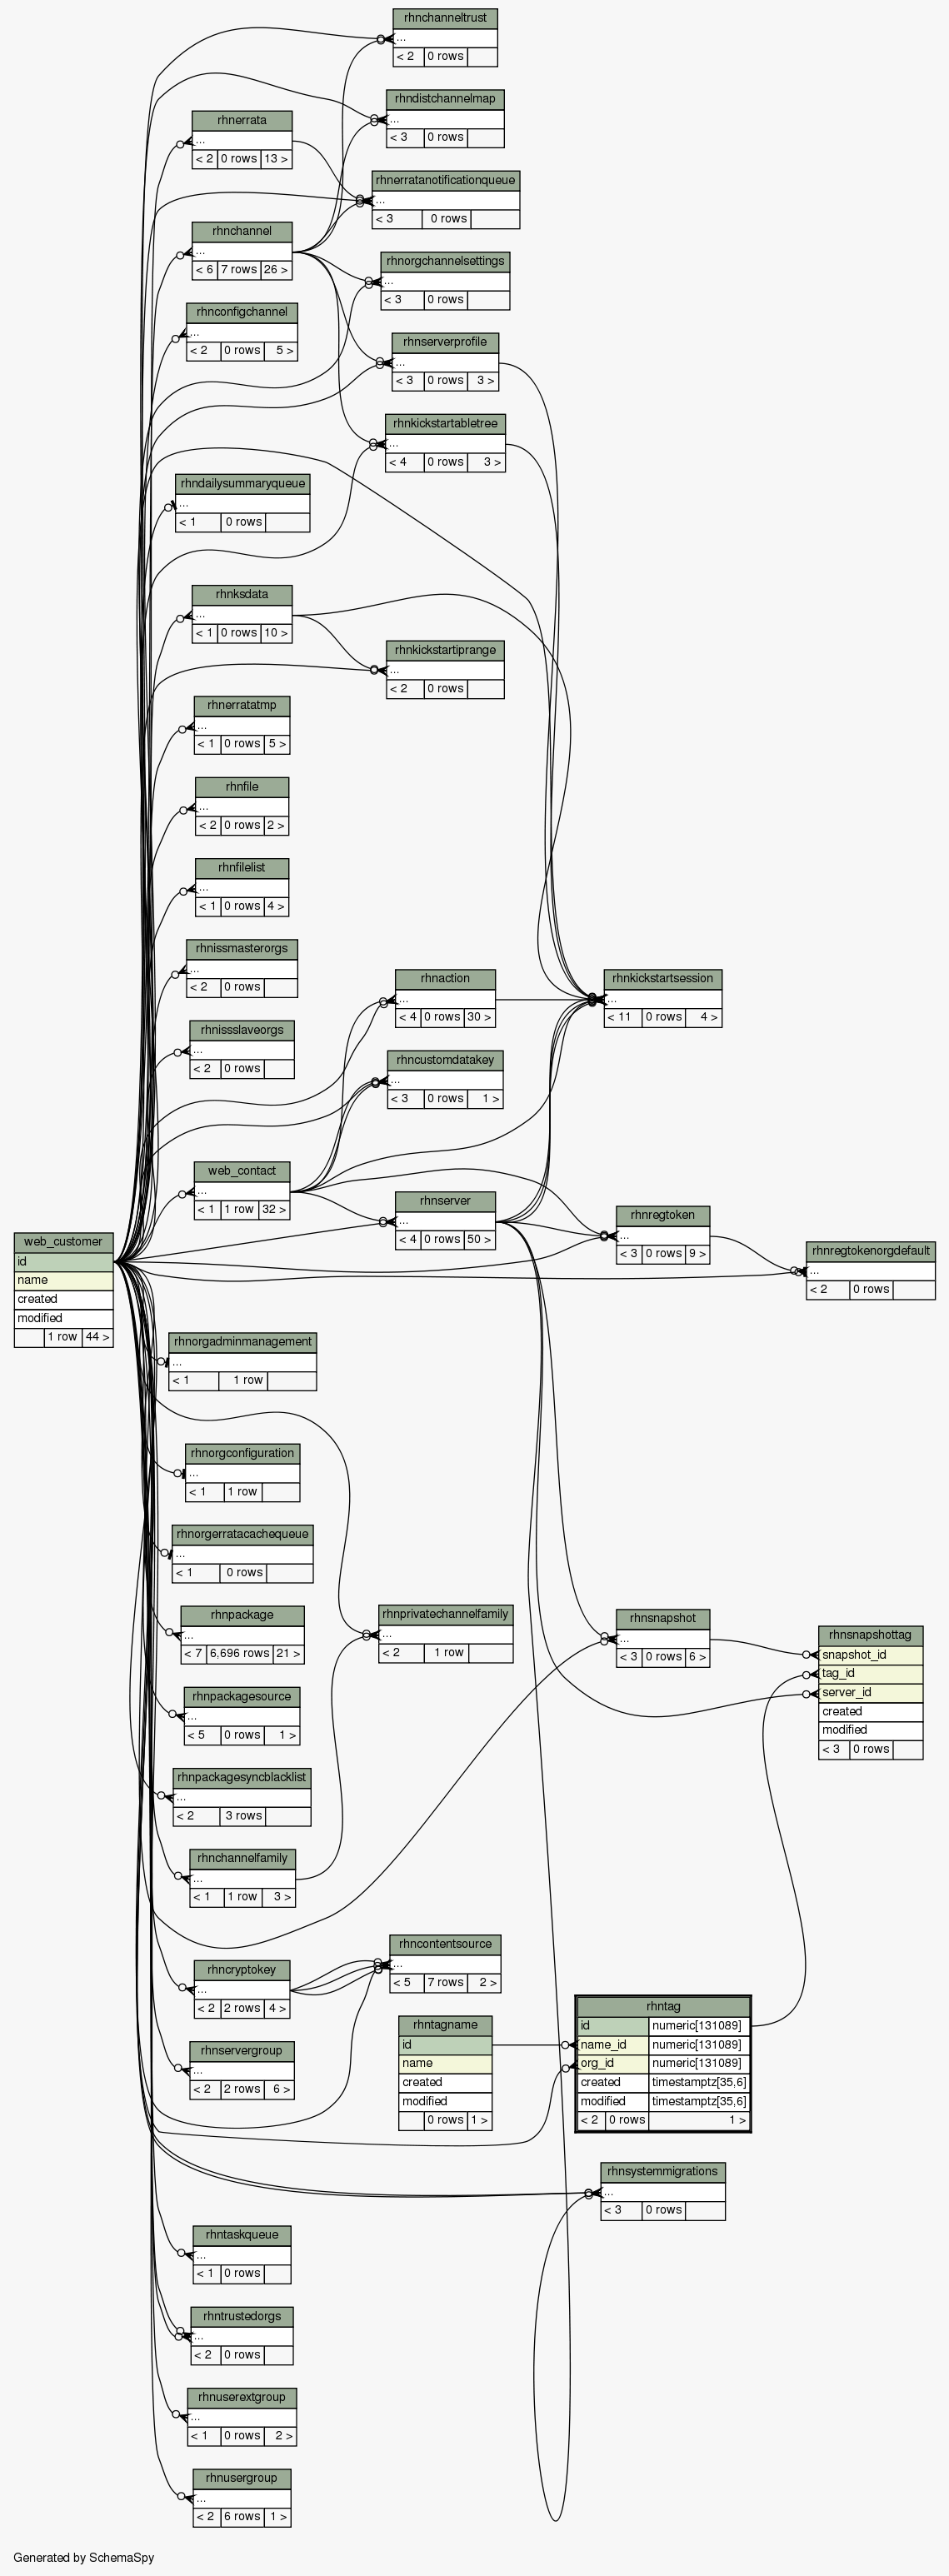 rhnchanneltrust
...
< 2 0 rows
rhndistchannelmap
...
< 3 0 rows
rhnerrata
...
< 2 0 rows 13 >
rhnerratanotificationqueue
...
< 3 0 rows
rhnchannel
...
< 6 7 rows 26 >
rhnorgchannelsettings
...
< 3 0 rows
rhnconfigchannel
...
< 2 0 rows 5 >
rhnserverprofile
...
< 3 0 rows 3 >
rhnkickstartabletree
...
< 4 0 rows 3 >
rhndailysummaryqueue
...
< 1 0 rows
rhnksdata
...
< 1 0 rows 10 >
rhnkickstartiprange
...
< 2 0 rows
rhnerratatmp
...
< 1 0 rows 5 >
rhnfile
...
< 2 0 rows 2 >
rhnfilelist
...
< 1 0 rows 4 >
rhnissmasterorgs
...
< 2 0 rows
rhnaction
...
< 4 0 rows 30 >
rhnkickstartsession
...
< 11 0 rows 4 >
rhnissslaveorgs
...
< 2 0 rows
rhncustomdatakey
...
< 3 0 rows 1 >
web_contact
...
< 1 1 row 32 >
rhnserver
...
< 4 0 rows 50 >
rhnregtoken
...
< 3 0 rows 9 >
rhnregtokenorgdefault
...
< 2 0 rows
web_customer
id
name
created
modified
1 row 44 >
rhnorgadminmanagement
...
< 1 1 row
rhnorgconfiguration
...
< 1 1 row
rhnorgerratacachequeue
...
< 1 0 rows
rhnpackage
...
< 7 6,696 rows 21 >
rhnprivatechannelfamily
...
< 2 1 row
rhnsnapshot
...
< 3 0 rows 6 >
rhnsnapshottag
snapshot_id
tag_id
server_id
created
modified
< 3 0 rows
rhnpackagesource
...
< 5 0 rows 1 >
rhnpackagesyncblacklist
...
< 2 3 rows
rhnchannelfamily
...
< 1 1 row 3 >
rhncontentsource
...
< 5 7 rows 2 >
rhncryptokey
...
< 2 2 rows 4 >
rhntag
id numeric[131089]
name_id numeric[131089]
org_id numeric[131089]
created timestamptz[35,6]
modified timestamptz[35,6]
< 2 0 rows 1 >
rhntagname
id
name
created
modified
0 rows 1 >
rhnservergroup
...
< 2 2 rows 6 >
rhnsystemmigrations
...
< 3 0 rows
rhntaskqueue
...
< 1 0 rows
rhntrustedorgs
...
< 2 0 rows
rhnuserextgroup
...
< 1 0 rows 2 >
rhnusergroup
...
< 2 6 rows 1 >
Generated by SchemaSpy